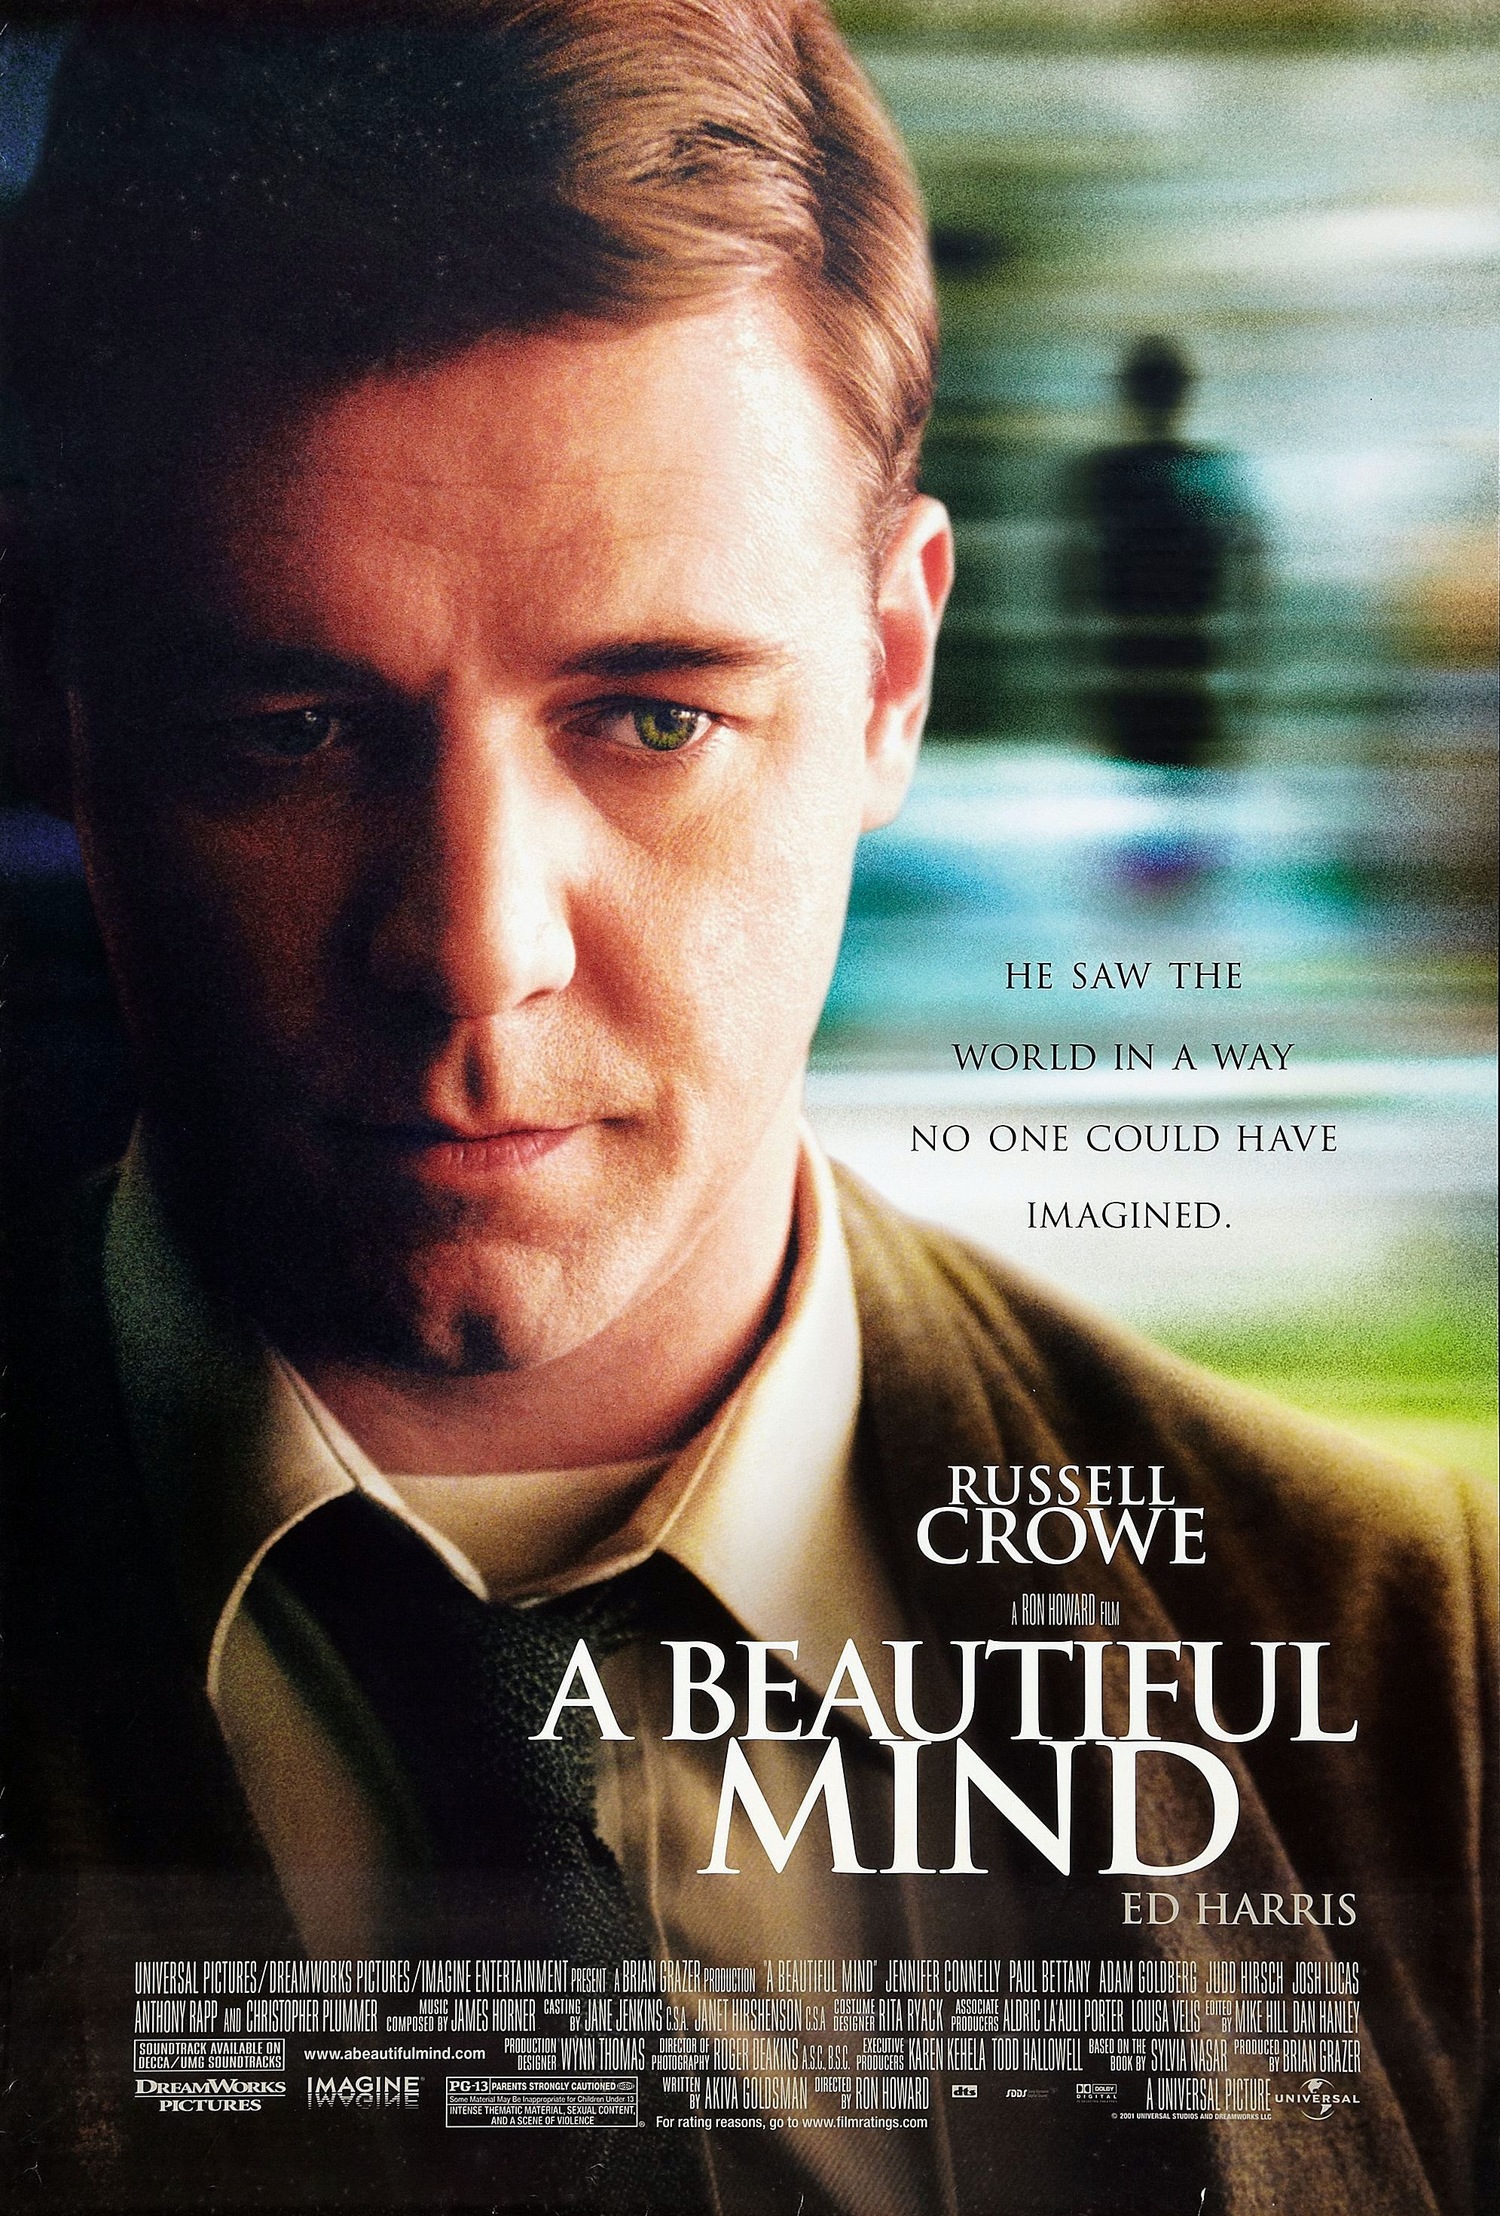 HE SAW THE
WORLD IN A WAY
NO ONE COULD HAVE
IMAGINED.
RUSSELL
CROWE
A RON HOWARD FILM
A BEAUTIFUL
MIND
ED HARRIS
UNIVERSAL PICTURES/DREAMWORKS PICTURES/IMAGINE ENTERTAINMENT PRESENT A BRIAN GRAZER PRODUCTION "A BEAUTIFUL MIND" JENNIFER CONNELLY PAUL BETTANY ADAM GOLDBERG JUDD HIRSCH JOSH LUCAS
ANTHONY RAPP AND CHRISTOPHER PLUMMER MUSIC COMPOSED BY JAMES HORNER CASTING BY JANE JENKINS C.S.A. JANET HIRSHENSON C.S.A. COSTUME DESIGNER RITA RYACK ASSOCIATE PRODUCERS ALDRIC LA'AULI PORTER LOUISA VELIS EDITED BY MIKE HILL DAN HANLEY
SOUNDTRACK AVAILABLE ON
DECCA/UMG SOUNDTRACKS
www.abeautifulmind.com
PRODUCTION DESIGNER WYNN THOMAS DIRECTOR OF PHOTOGRAPHY ROGER DEAKINS A.S.C. B.S.C. EXECUTIVE PRODUCERS KAREN KEHELA TODD HALLOWELL BASED ON THE BOOK BY SYLVIA NASAR PRODUCED BY BRIAN GRAZER
DREAMWORKS
PICTURES
IMAGINE
PG-13 PARENTS STRONGLY CAUTIONED
Some Material May Be Inappropriate for Children Under 13
INTENSE THEMATIC MATERIAL, SEXUAL CONTENT,
AND A SCENE OF VIOLENCE
WRITTEN BY AKIVA GOLDSMAN DIRECTED BY RON HOWARD
For rating reasons, go to www.filmratings.com
dts
SDDS
DOLBY
DIGITAL
A UNIVERSAL PICTURE
UNIVERSAL
© 2001 UNIVERSAL STUDIOS AND DREAMWORKS LLC